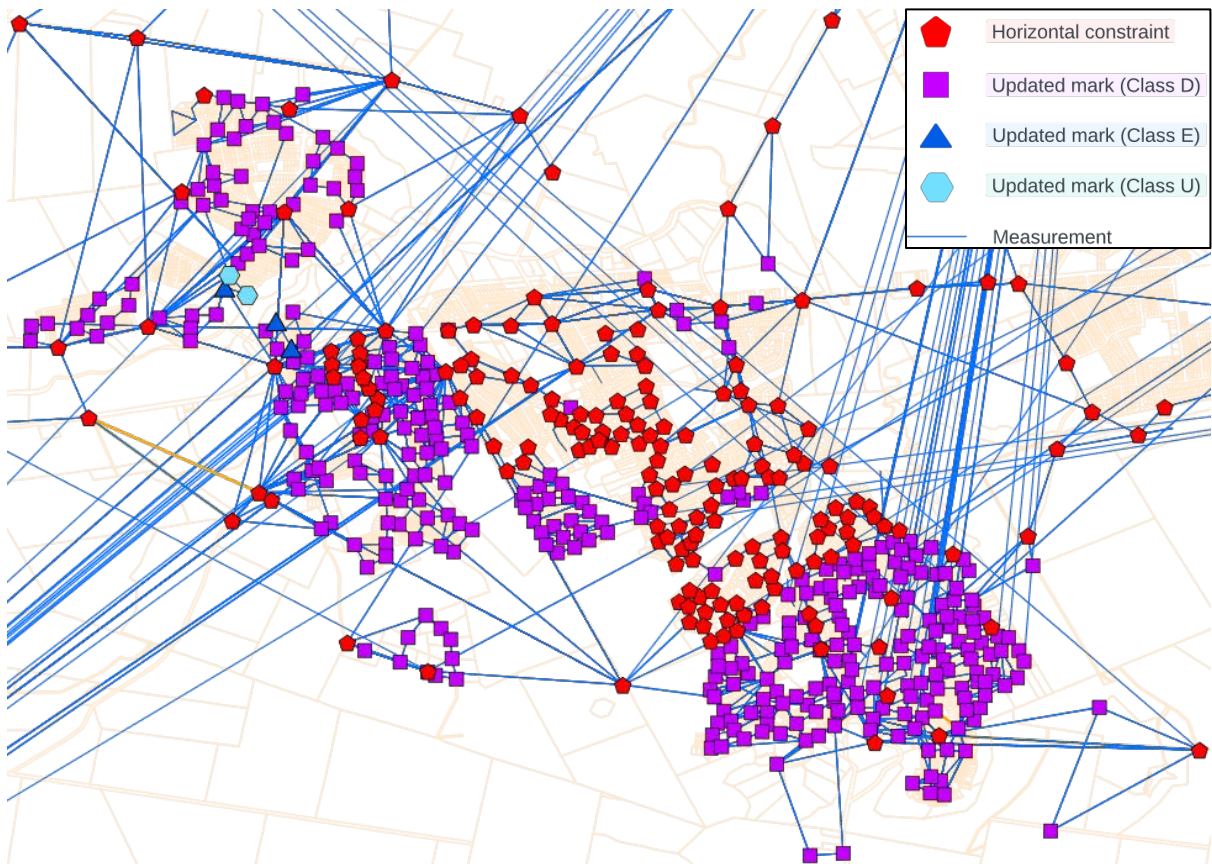 Horizontal constraint
Updated mark (Class D)
Updated mark (Class E)
Updated mark (Class U)
Measurement